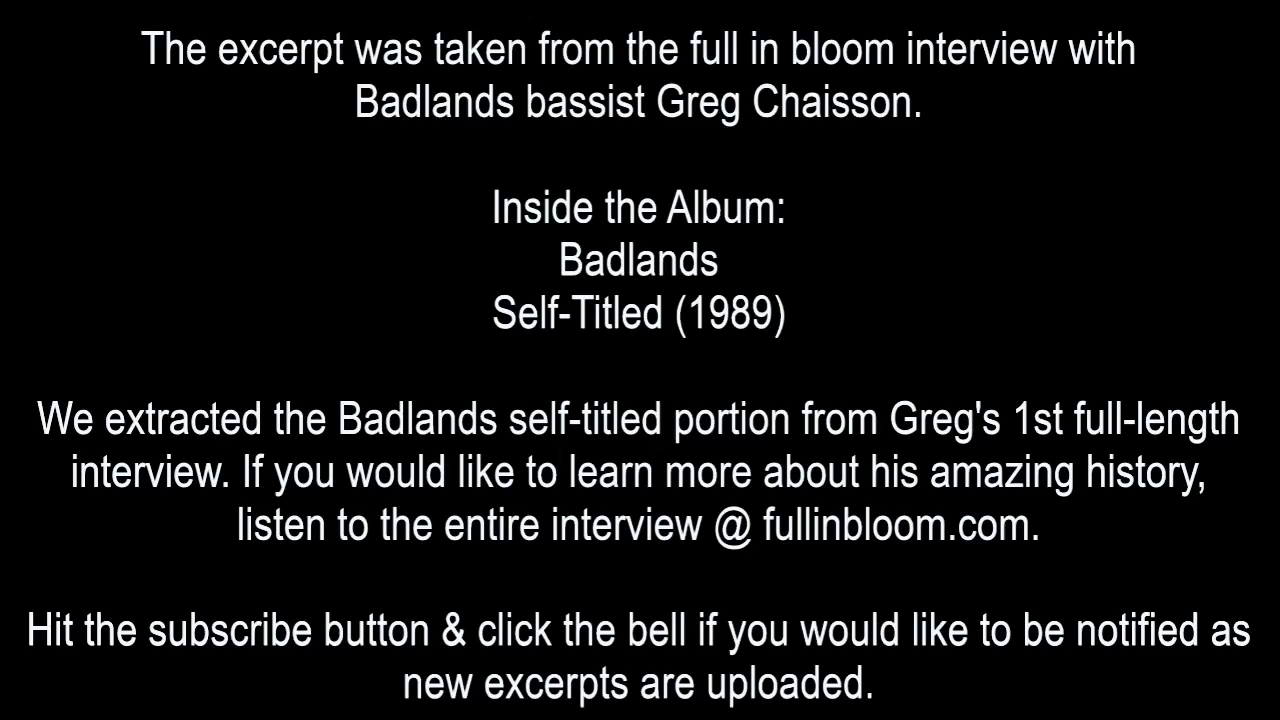 The excerpt was taken from the full in bloom interview with
Badlands bassist Greg Chaisson.
Inside the Album:
Badlands
Self-Titled (1989)
We extracted the Badlands self-titled portion from Greg's 1st full-length
interview. If you would like to learn more about his amazing history,
listen to the entire interview @ fullinbloom.com.
Hit the subscribe button & click the bell if you would like to be notified as
new excerpts are uploaded.